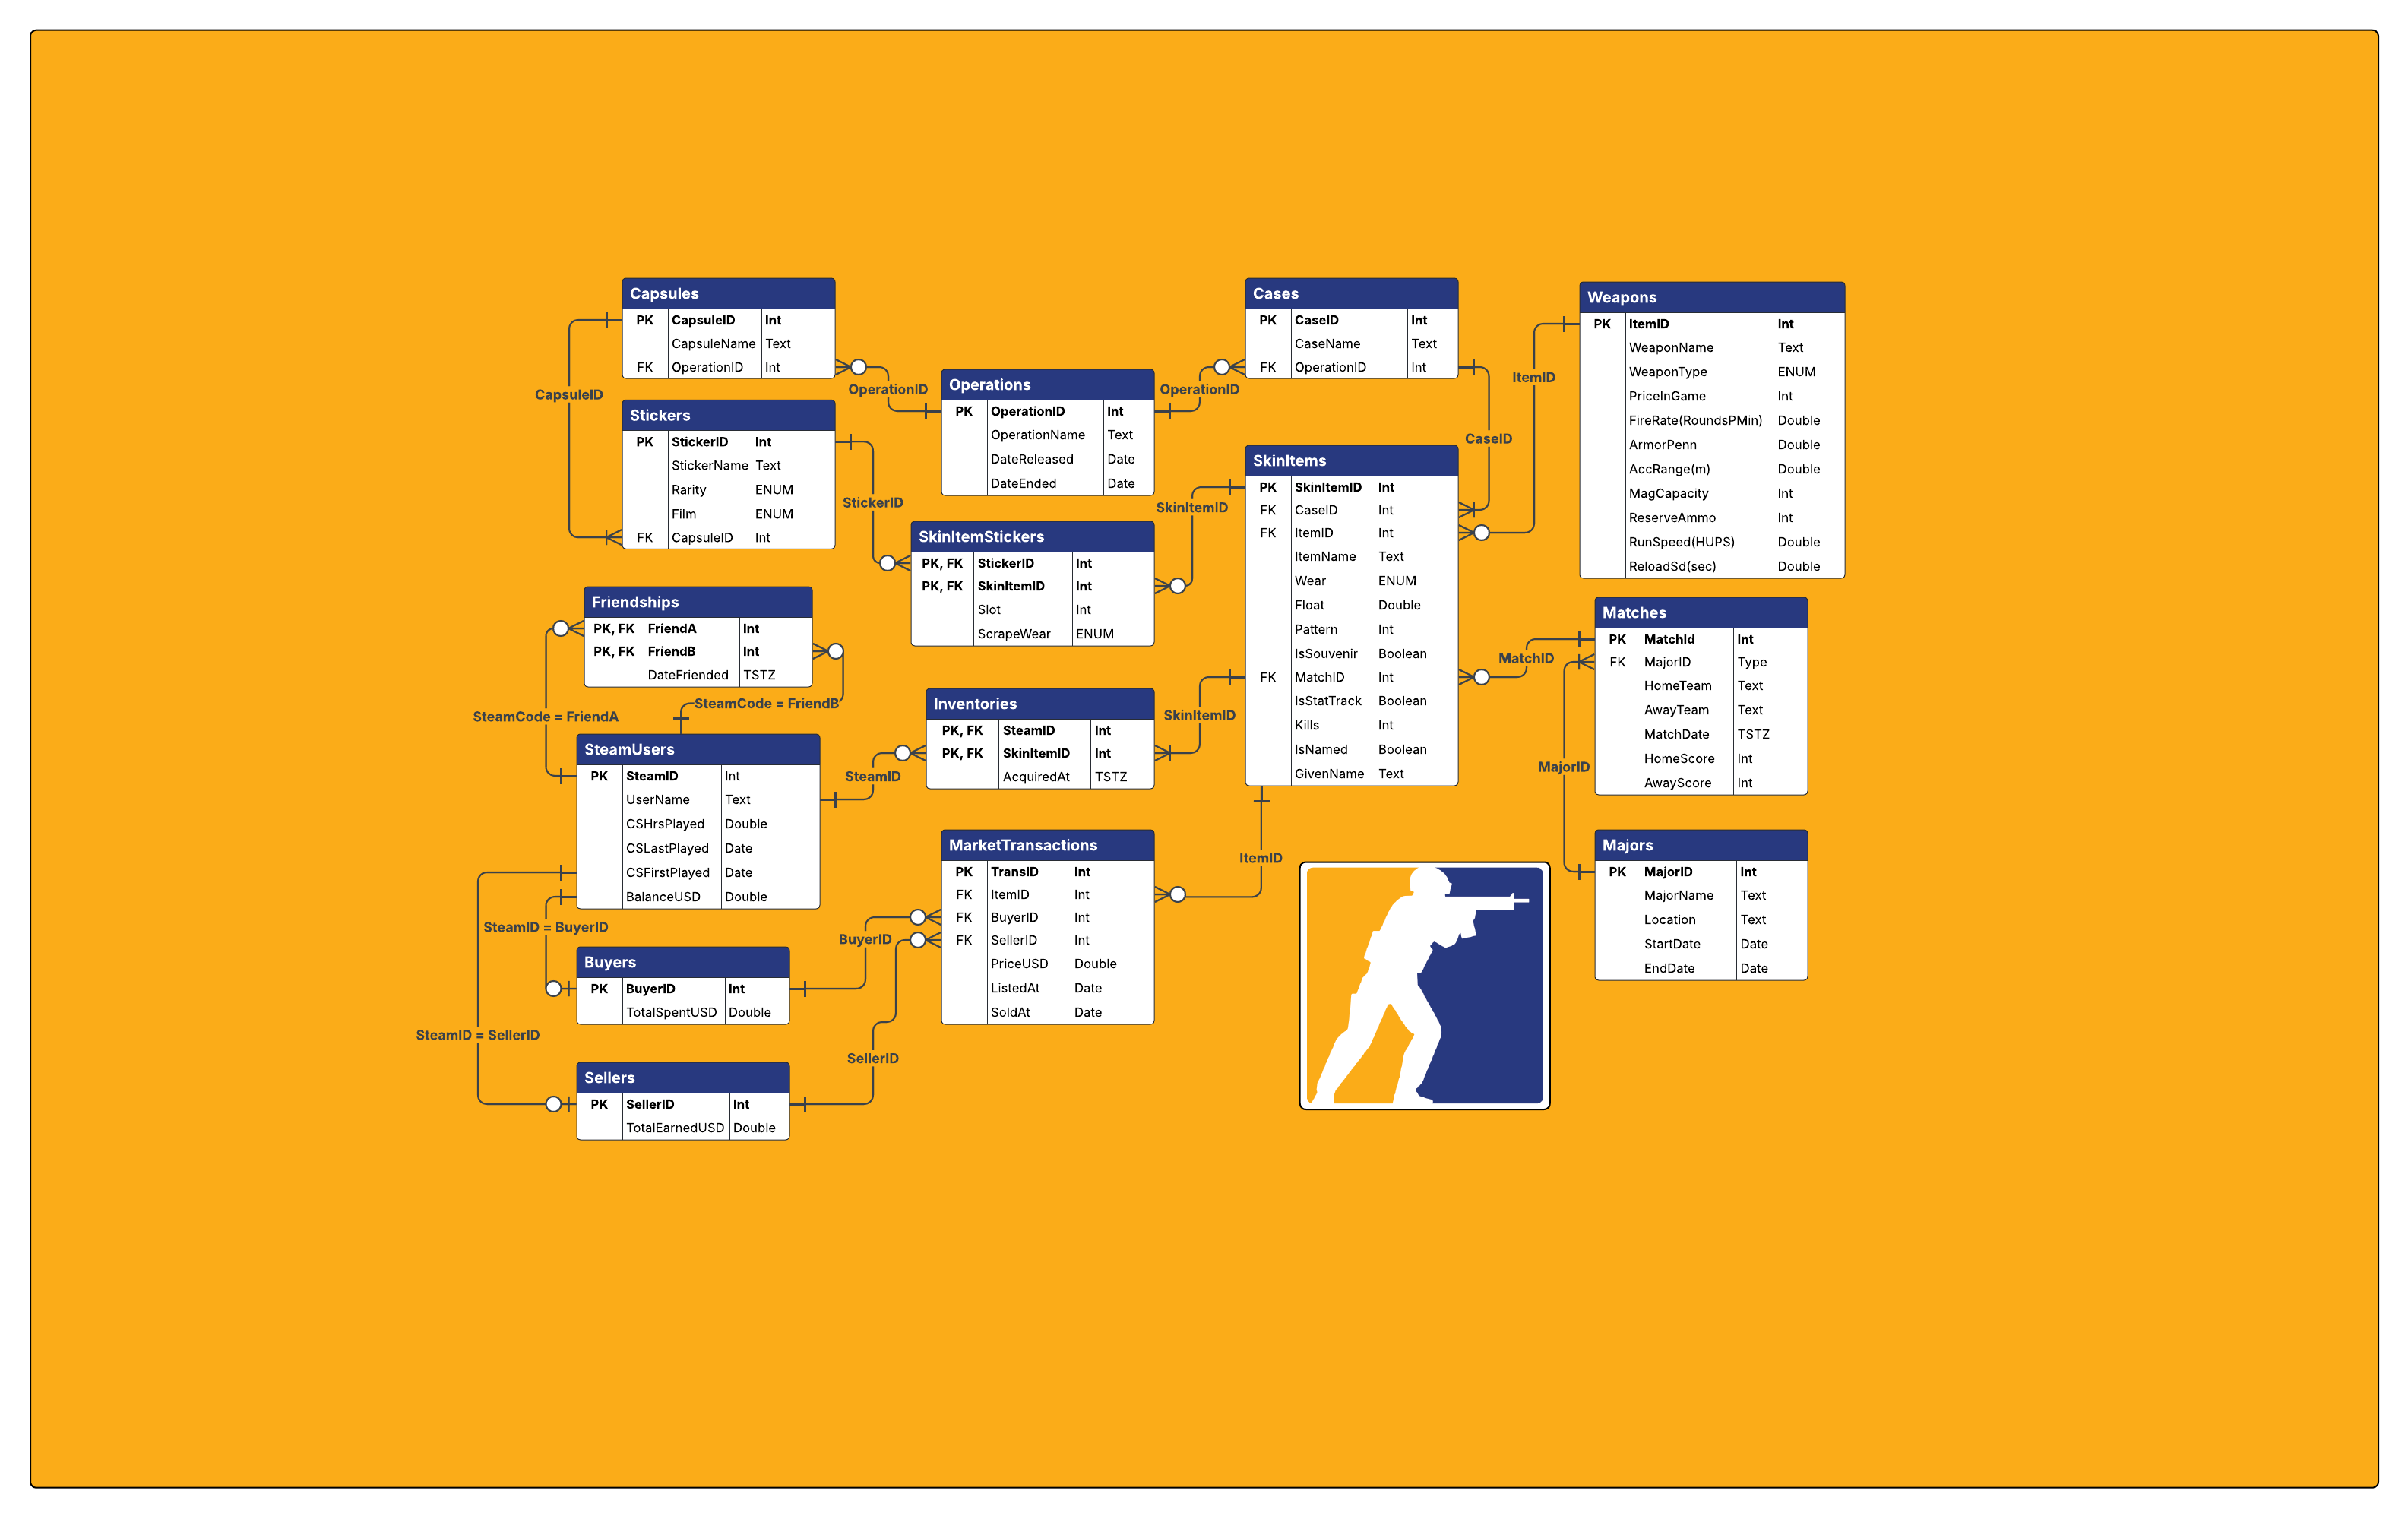 Capsules
PK CapsuleID Int
CapsuleName Text
FK OperationID Int
CapsuleID
OperationID
Stickers
PK StickerID Int
StickerName Text
Rarity ENUM
Film ENUM
FK CapsuleID Int
StickerID
Operations
PK OperationID Int
OperationName Text
DateReleased Date
DateEnded Date
OperationID
Cases
PK CaseID Int
CaseName Text
FK OperationID Int
CaseID
Weapons
PK ItemID Int
WeaponName Text
WeaponType ENUM
PriceInGame Int
FireRate(RoundsPMin) Double
ArmorPenn Double
AccRange(m) Double
MagCapacity Int
ReserveAmmo Int
RunSpeed(HUPS) Double
ReloadSd(sec) Double
ItemID
SkinItemStickers
PK, FK StickerID Int
PK, FK SkinItemID Int
Slot Int
ScrapeWear ENUM
SkinItemID
SkinItems
PK SkinItemID Int
FK CaseID Int
FK ItemID Int
ItemName Text
Wear ENUM
Float Double
Pattern Int
IsSouvenir Boolean
FK MatchID Int
IsStatTrack Boolean
Kills Int
IsNamed Boolean
GivenName Text
MatchID
Friendships
PK, FK FriendA Int
PK, FK FriendB Int
DateFriended TSTZ
SteamCode = FriendA
SteamCode = FriendB
Inventories
PK, FK SteamID Int
PK, FK SkinItemID Int
AcquiredAt TSTZ
SkinItemID
Matches
PK MatchId Int
FK MajorID Type
HomeTeam Text
AwayTeam Text
MatchDate TSTZ
HomeScore Int
AwayScore Int
MajorID
SteamUsers
PK SteamID Int
UserName Text
CSHrsPlayed Double
CSLastPlayed Date
CSFirstPlayed Date
BalanceUSD Double
SteamID
SteamID = BuyerID
MarketTransactions
PK TransID Int
FK ItemID Int
FK BuyerID Int
FK SellerID Int
PriceUSD Double
ListedAt Date
SoldAt Date
ItemID
BuyerID
Majors
PK MajorID Int
MajorName Text
Location Text
StartDate Date
EndDate Date
Buyers
PK BuyerID Int
TotalSpentUSD Double
SteamID = SellerID
SellerID
Sellers
PK SellerID Int
TotalEarnedUSD Double